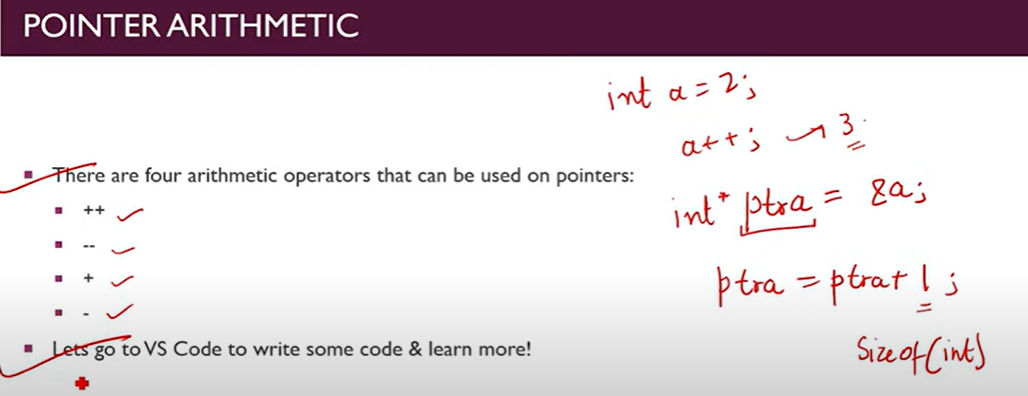 POINTER ARITHMETIC
int a = 2;
a++; → 3
There are four arithmetic operators that can be used on pointers:
++
--
+
-
int* ptra = &a;
ptra = ptra+1;
Lets go to VS Code to write some code & learn more!
Sizeof(int)